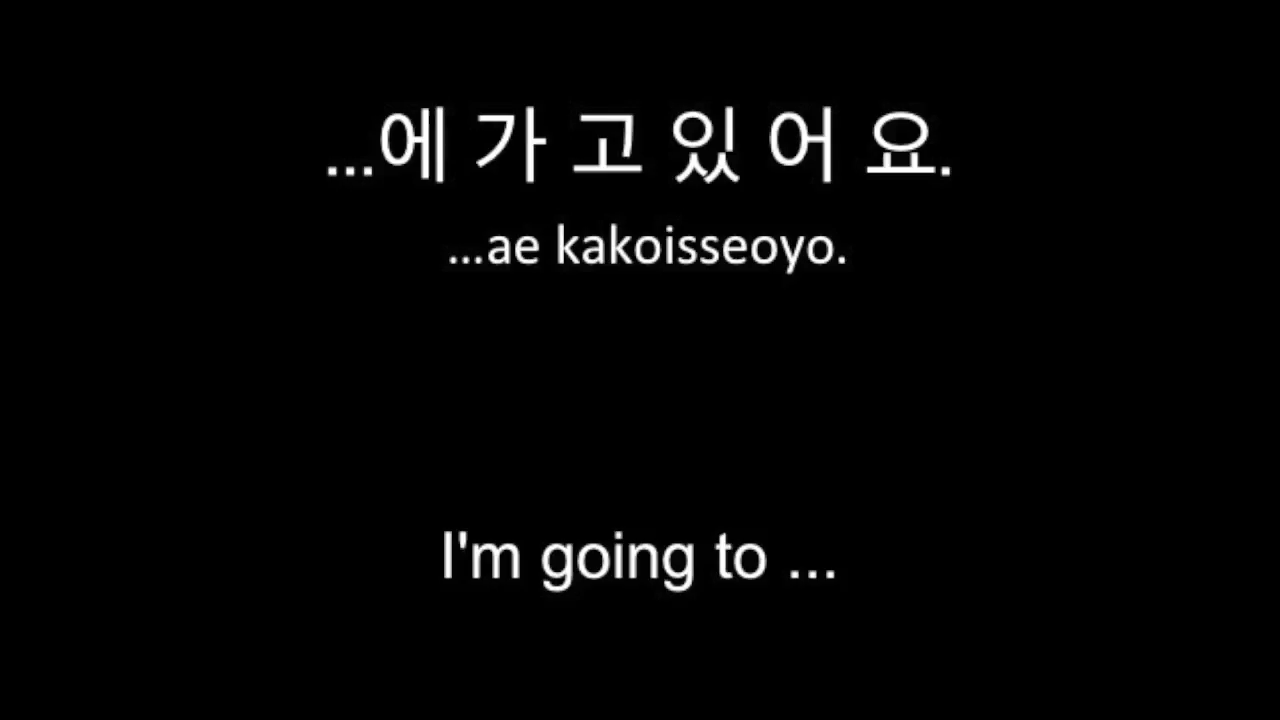 ...에 가 고 있 어 요.
...ae kakoisseoyo.
I'm going to ...